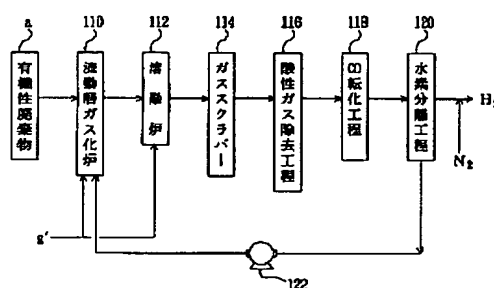 a 110 112 114 116 118 120
有機性廃棄物
流動層ガス化炉
溶融炉
ガススクラバー
酸性ガス除去工程
CO転化工程
水素分離工程
H₂
N₂
g'
122